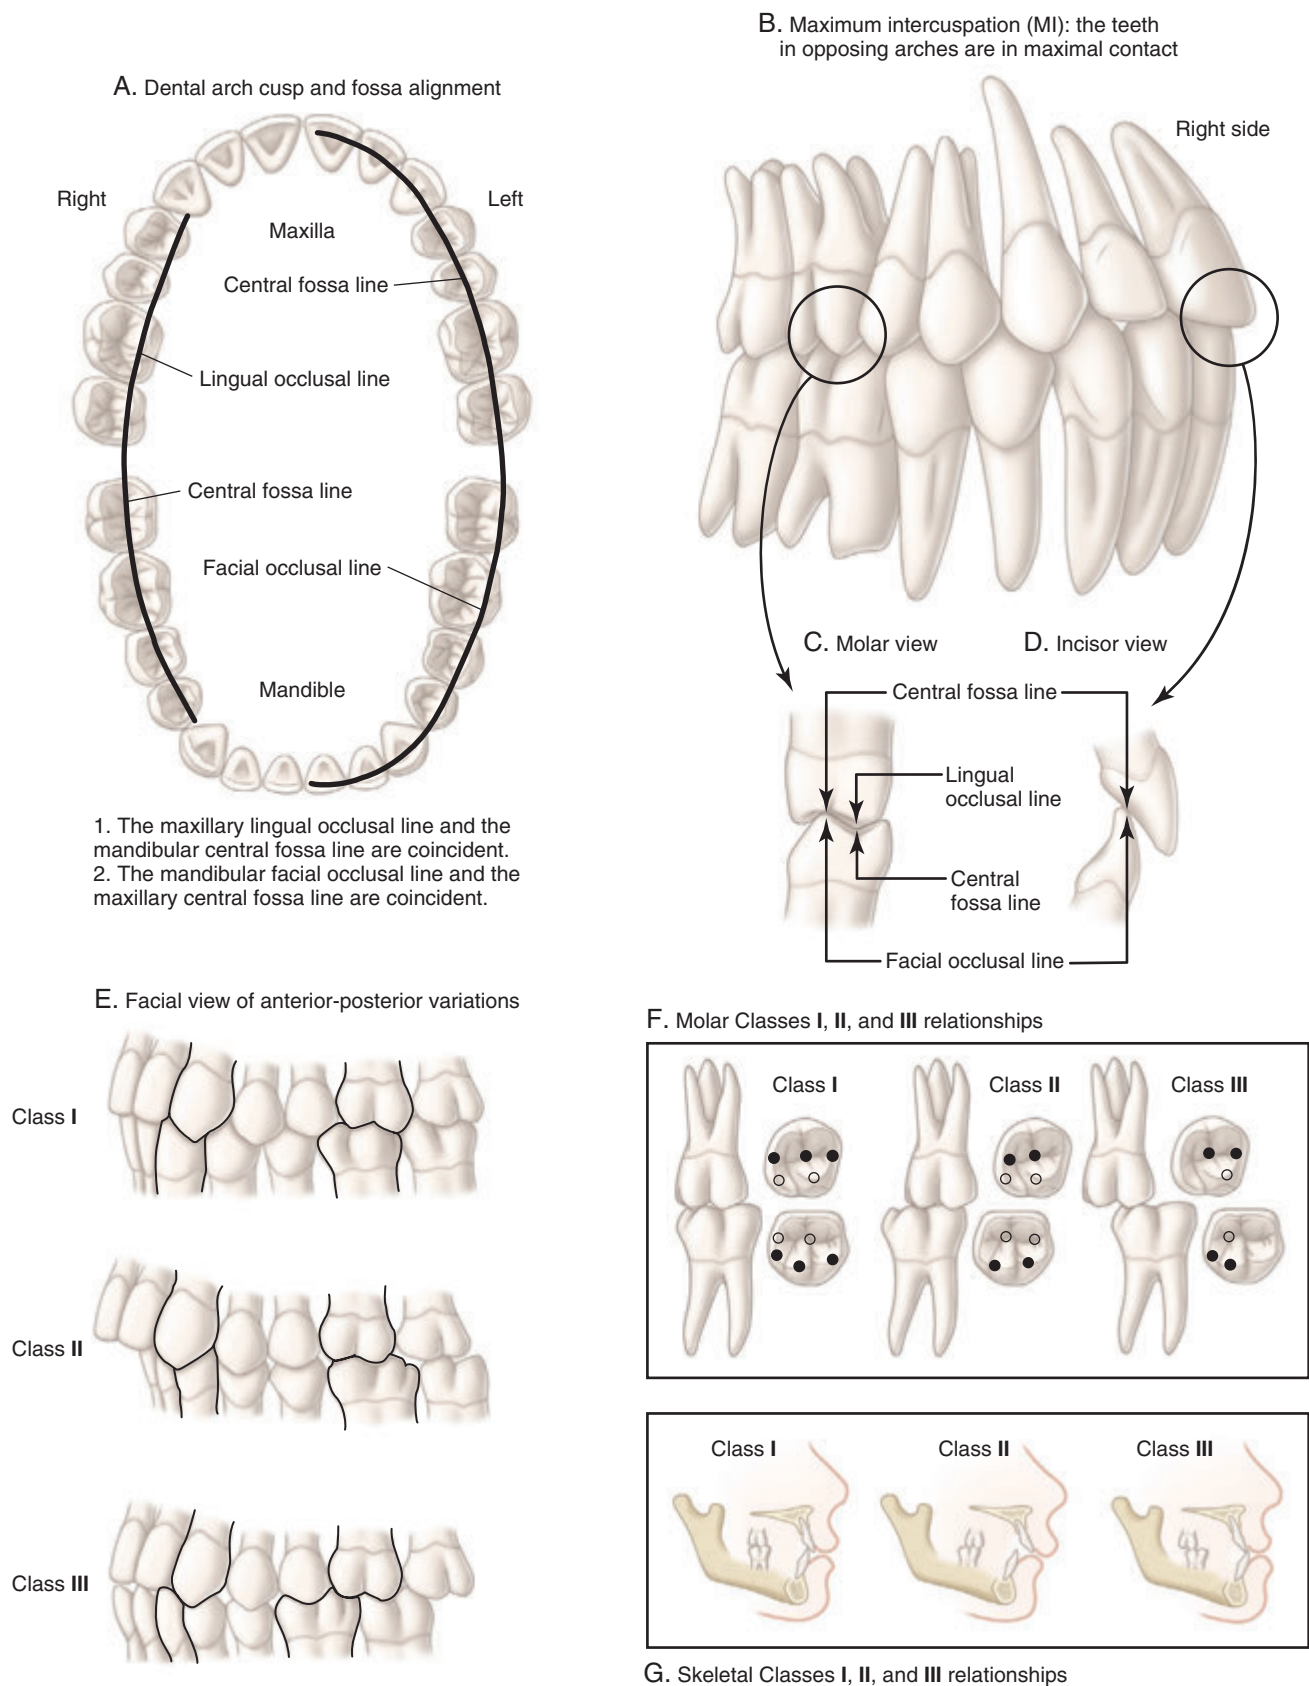 A. Dental arch cusp and fossa alignment
Right
Left
Maxilla
Central fossa line
Lingual occlusal line
Central fossa line
Facial occlusal line
Mandible
1. The maxillary lingual occlusal line and the
mandibular central fossa line are coincident.
2. The mandibular facial occlusal line and the
maxillary central fossa line are coincident.
B. Maximum intercuspation (MI): the teeth
in opposing arches are in maximal contact
Right side
C. Molar view
D. Incisor view
Central fossa line
Lingual
occlusal line
Central
fossa line
Facial occlusal line
E. Facial view of anterior-posterior variations
Class I
Class II
Class III
F. Molar Classes I, II, and III relationships
Class I
Class II
Class III
Class I
Class II
Class III
G. Skeletal Classes I, II, and III relationships